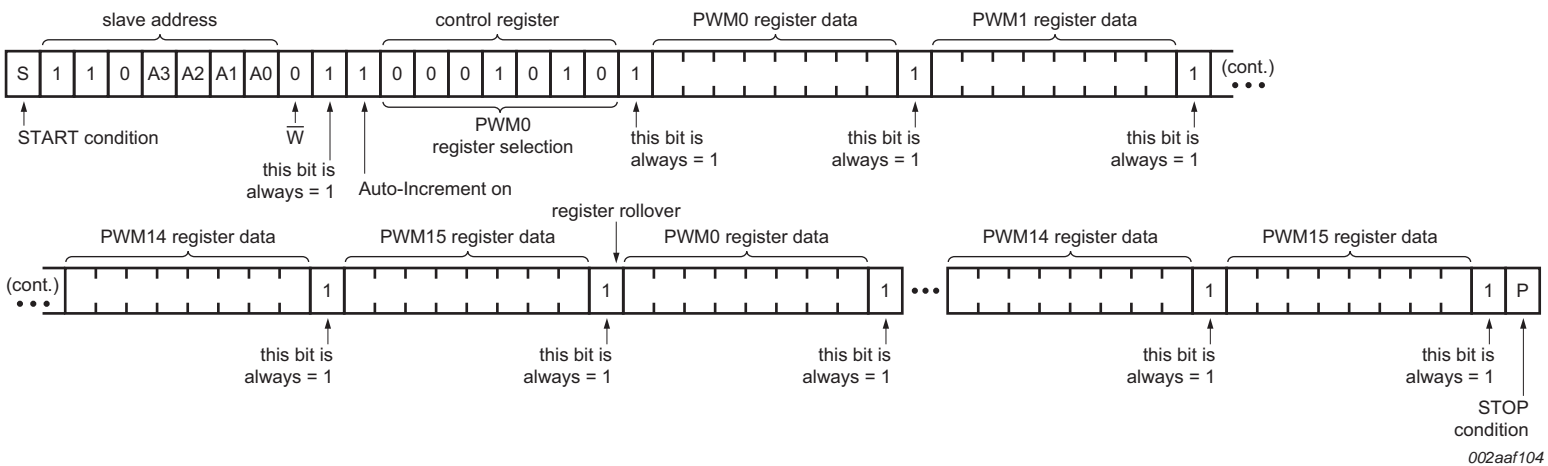 slave address control register PWM0 register data PWM1 register data
S 1 1 0 A3 A2 A1 A0 0 1 1 0 0 0 1 0 1 0 1 1 1 (cont.)
START condition W PWM0 register selection this bit is always = 1 this bit is always = 1 this bit is always = 1
this bit is always = 1 Auto-Increment on
register rollover
PWM14 register data PWM15 register data PWM0 register data PWM14 register data PWM15 register data
(cont.) 1 1 1 1 1 P
this bit is always = 1 this bit is always = 1 this bit is always = 1 this bit is always = 1 this bit is always = 1
STOP condition
002aaf104